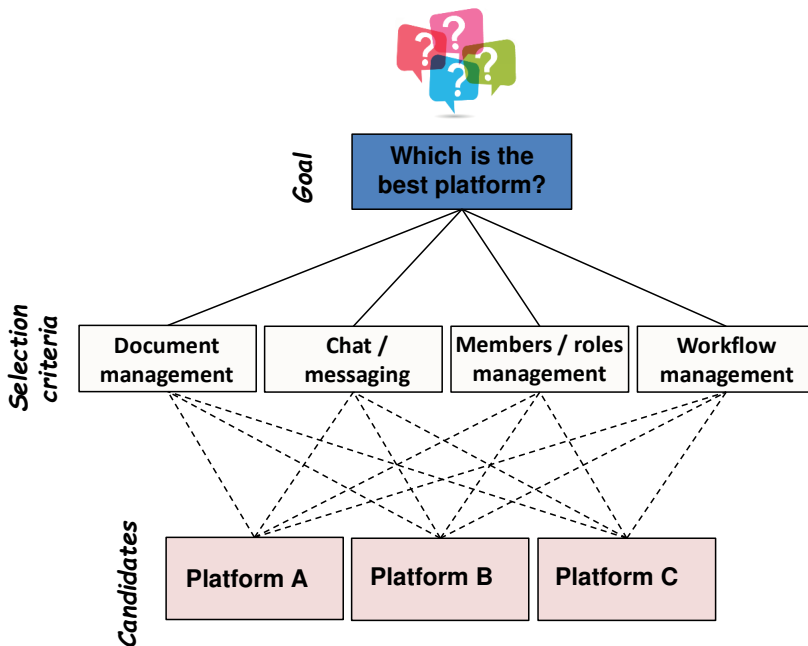 ? ? ? ?
Goal
Which is the
best platform?
Selection
criteria
Document
management
Chat /
messaging
Members / roles
management
Workflow
management
Candidates
Platform A
Platform B
Platform C